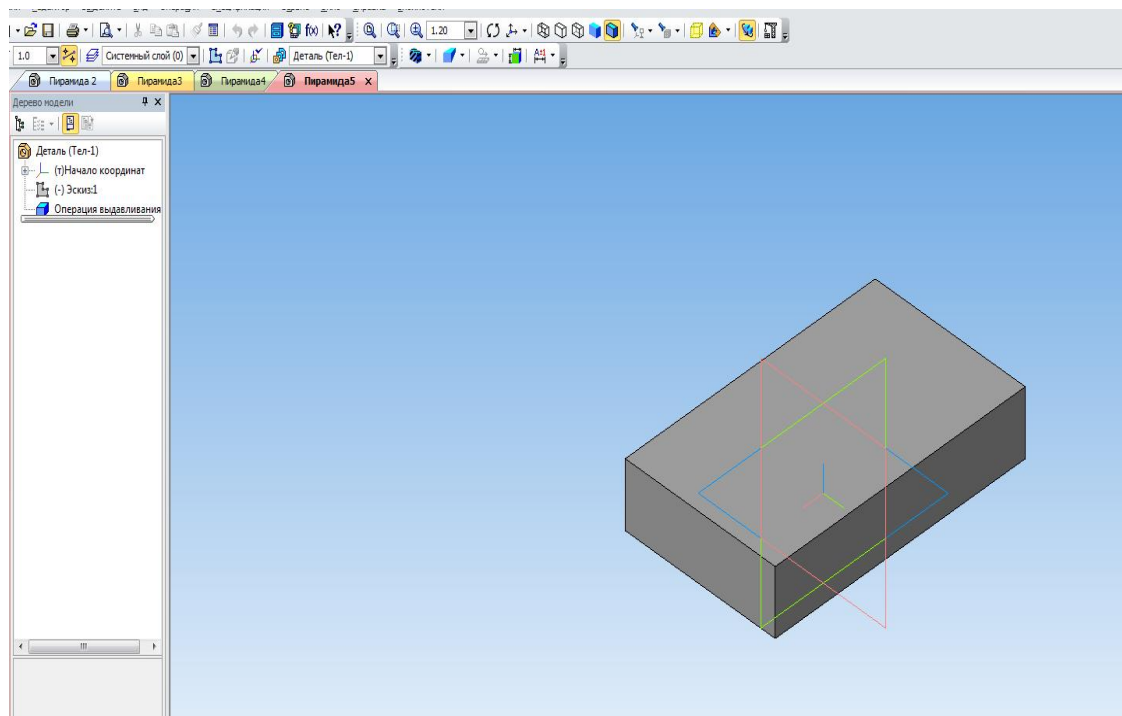 1.20
1.0 Системный слой (0) Деталь (Тел-1)
Пирамида 2 Пирамида3 Пирамида4 Пирамида5 X
Дерево модели
Деталь (Тел-1)
(т)Начало координат
(-) Эскиз:1
Операция выдавливания